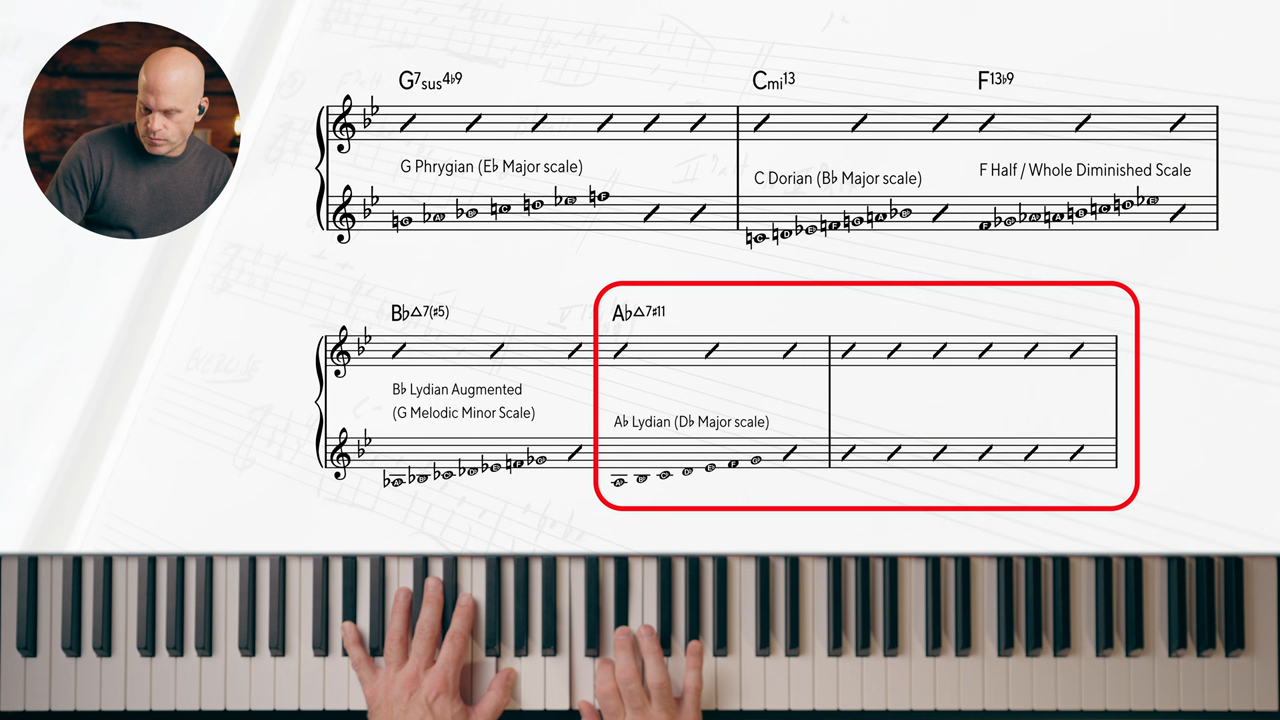 G7sus4♭9
Cmi13
F13♭9
G Phrygian (E♭ Major scale)
C Dorian (B♭ Major scale)
F Half / Whole Diminished Scale
B♭△7(♯5)
A♭△7♯11
B♭ Lydian Augmented
(G Melodic Minor Scale)
A♭ Lydian (D♭ Major scale)